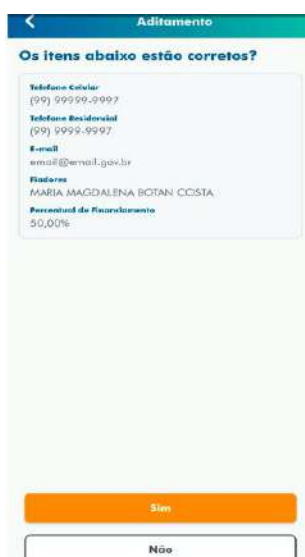 Aditamento
Os itens abaixo estão corretos?
Telefone Celular
(99) 99999-9997
Telefone Residencial
(99) 9999-9997
E-mail
email@email.gov.br
Fiadores
MARIA MAGDALENA BOTAN COSTA
Percentual de Financiamento
50,00%
Sim
Não